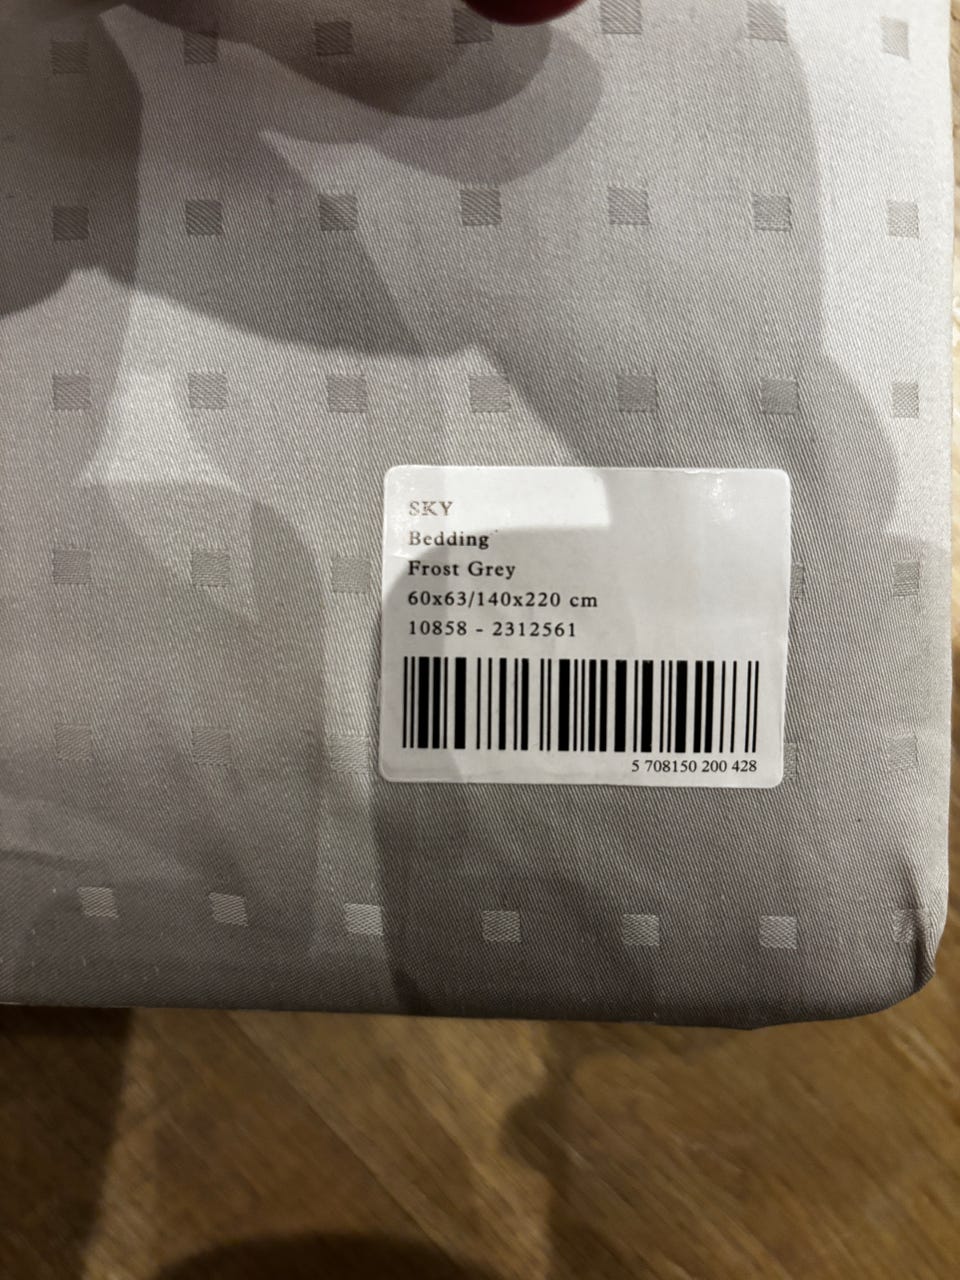 SKY
Bedding
Frost Grey
60x63/140x220 cm
10858 - 2312561
5 708150 200 428